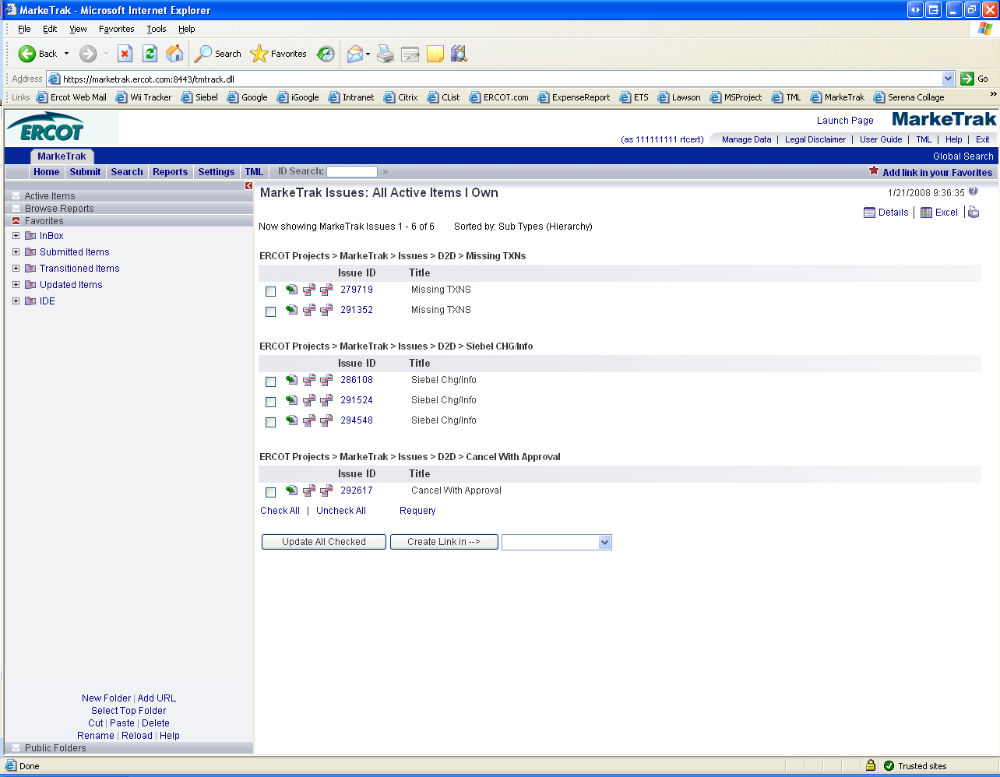 MarkeTrak - Microsoft Internet Explorer
File Edit View Favorites Tools Help
Back Search Favorites
Address https://marketrak.ercot.com:8443/tmtrack.dll Go
Links Ercot Web Mail Wii Tracker Siebel Google iGoogle Intranet Citrix CList ERCOT.com ExpenseReport ETS Lawson MSProject TML MarkeTrak Serena Collage »
ERCOT
Launch Page MarkeTrak
(as 111111111 rtcert) Manage Data | Legal Disclaimer | User Guide | TML | Help | Exit
MarkeTrak Global Search
Home Submit Search Reports Settings TML ID Search: » Add link in your Favorites
Active Items
Browse Reports
Favorites
InBox
Submitted Items
Transitioned Items
Updated Items
IDE
New Folder | Add URL
Select Top Folder
Cut | Paste | Delete
Rename | Reload | Help
Public Folders
MarkeTrak Issues: All Active Items I Own 1/21/2008 9:36:35
Details | Excel |
Now showing MarkeTrak Issues 1 - 6 of 6 Sorted by: Sub Types (Hierarchy)
ERCOT Projects > MarkeTrak > Issues > D2D > Missing TXNs
Issue ID Title
279719 Missing TXNS
291352 Missing TXNS
ERCOT Projects > MarkeTrak > Issues > D2D > Siebel CHG/Info
Issue ID Title
286108 Siebel Chg/Info
291524 Siebel Chg/Info
294548 Siebel Chg/Info
ERCOT Projects > MarkeTrak > Issues > D2D > Cancel With Approval
Issue ID Title
292617 Cancel With Approval
Check All | Uncheck All Requery
Update All Checked Create Link in -->
Done Trusted sites